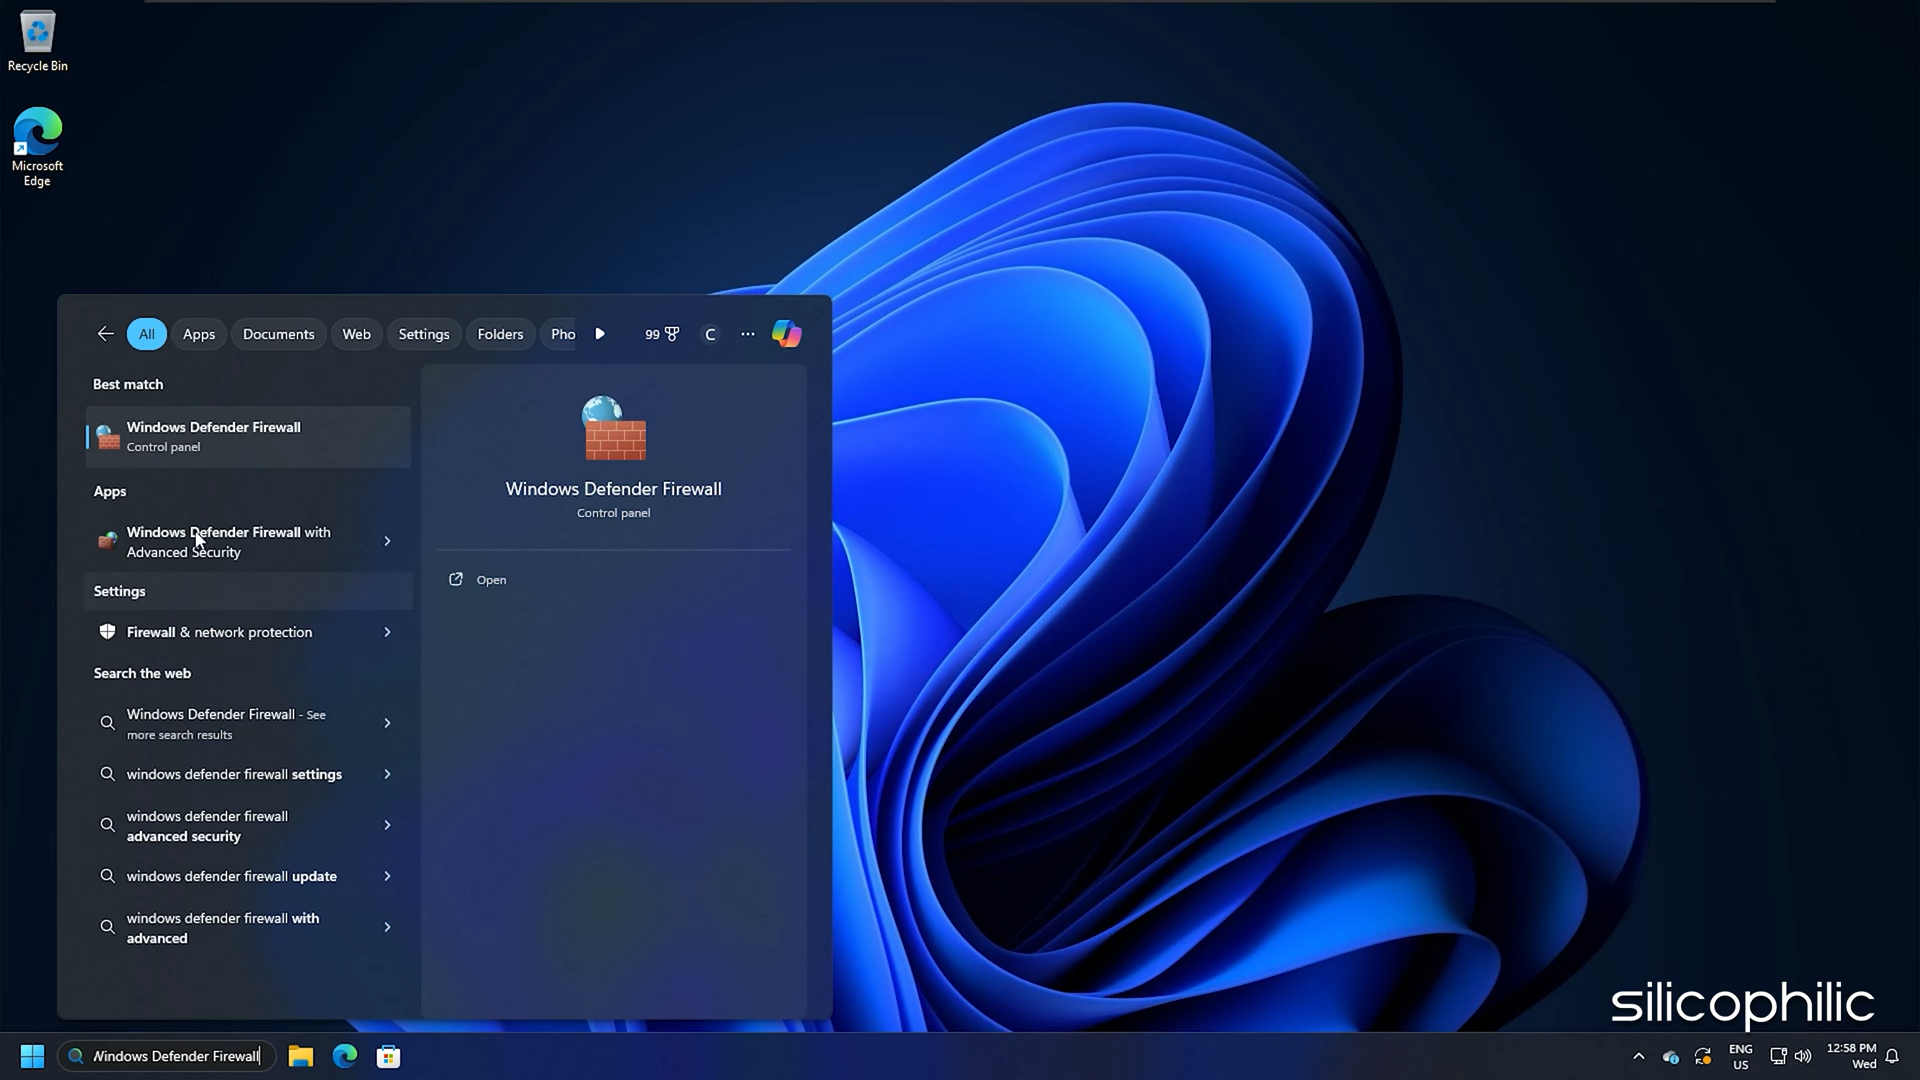 Recycle Bin
Microsoft
Edge
All
Apps
Documents
Web
Settings
Folders
Pho
99
C
Best match
Windows Defender Firewall
Control panel
Apps
Windows Defender Firewall with
Advanced Security
Settings
Firewall & network protection
Search the web
Windows Defender Firewall - See
more search results
windows defender firewall settings
windows defender firewall
advanced security
windows defender firewall update
windows defender firewall with
advanced
Windows Defender Firewall
Control panel
Open
silicophilic
Windows Defender Firewall
ENG
US
12:58 PM
Wed